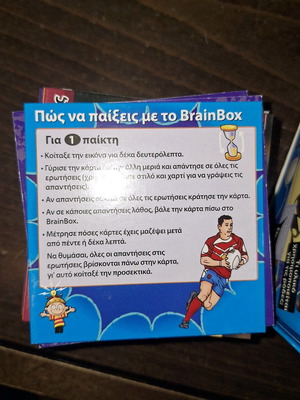 Πώς να παίξεις με το BrainBox
Για 1 παίκτη
• Κοίταξε την εικόνα για δέκα δευτερόλεπτα.
• Γύρισε την κάρτα άλλη μεριά και απάντησε σε όλες τις
ερωτήσεις στιλό και χαρτί για να γράψεις τις
απαντήσεις
• Αν απαντήσεις σε όλες τις ερωτήσεις κράτησε την κάρτα.
• Αν σε κάποιες απαντήσεις λάθος, βάλε την κάρτα πίσω στο
BrainBox.
• Μέτρησε πόσες κάρτες έχεις μαζέψει μετά
από πέντε ή δέκα λεπτά.
Να θυμάσαι, όλες οι απαντήσεις στις
ερωτήσεις βρίσκονται πάνω στην κάρτα,
γι' αυτό κοίταξέ την προσεκτικά.